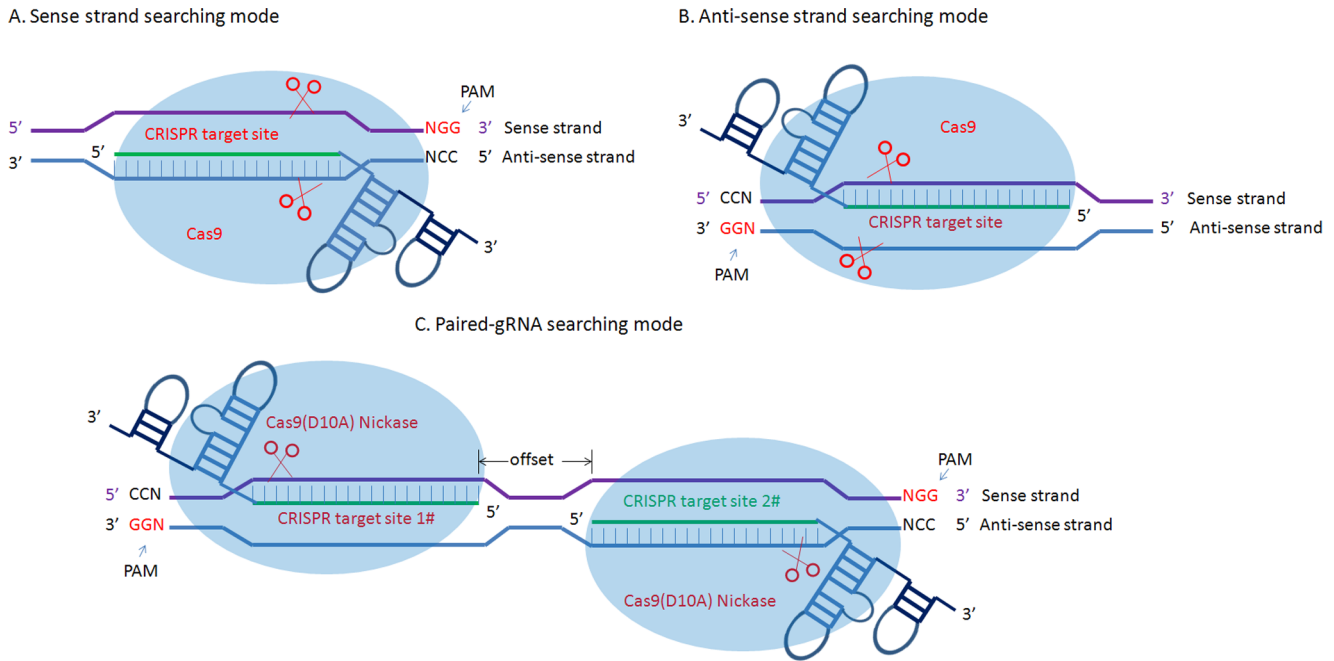 A. Sense strand searching mode
PAM
5’ CRISPR target site NGG 3’ Sense strand
3’ 5’ NCC 5’ Anti-sense strand
Cas9
3’
B. Anti-sense strand searching mode
3’
Cas9
5’ CCN 3’ Sense strand
CRISPR target site 5’
3’ GGN 5’ Anti-sense strand
PAM
C. Paired-gRNA searching mode
3’
Cas9(D10A) Nickase
offset
PAM
5’ CCN CRISPR target site 2# NGG 3’ Sense strand
CRISPR target site 1# 5’
3’ GGN 5’ NCC 5’ Anti-sense strand
PAM
Cas9(D10A) Nickase
3’